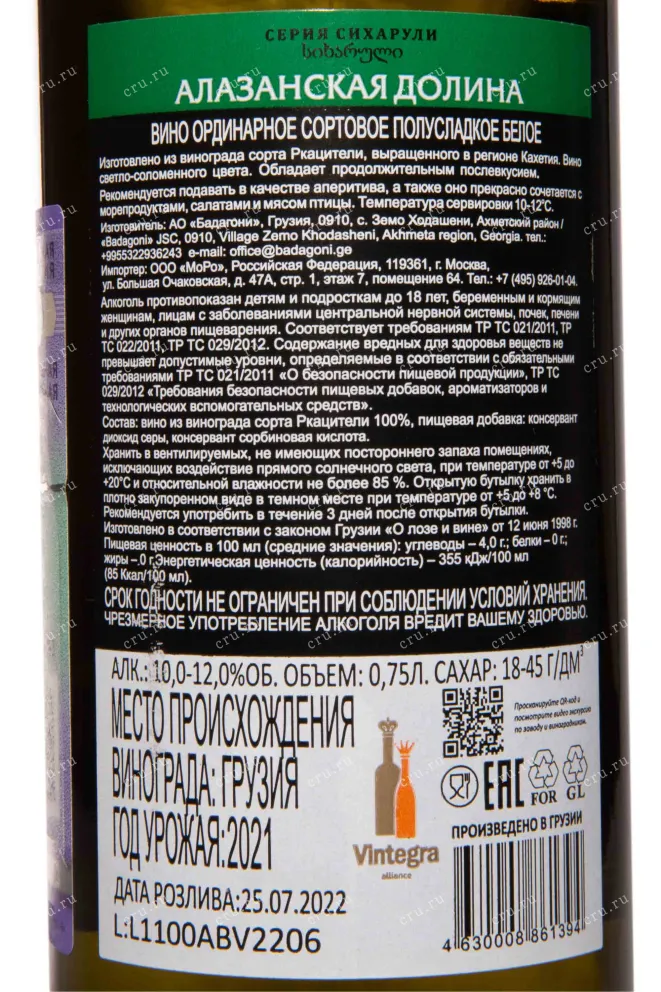 СЕРИЯ СИХАРУЛИ
სიხარული
АЛАЗАНСКАЯ ДОЛИНА
ВИНО ОРДИНАРНОЕ СОРТОВОЕ ПОЛУСЛАДКОЕ БЕЛОЕ
Изготовлено из винограда сорта Ркацители, выращенного в регионе Кахетия. Вино
светло-соломенного цвета. Обладает продолжительным послевкусием.
Рекомендуется подавать в качестве аперитива, а также оно прекрасно сочетается с
морепродуктами, салатами и мясом птицы. Температура сервировки 10-12°C.
Изготовитель: АО «Бадагони», Грузия, 0910, с. Земо Ходашени, Ахметский район /
«Badagoni» JSC, 0910, Village Zemo Khodasheni, Akhmeta region, Georgia. тел.:
+9955322936243 e-mail: office@badagoni.ge
Импортер: ООО «МоРо», Российская Федерация, 119361, г. Москва,
ул. Большая Очаковская, д. 47А, стр. 1, этаж 7, помещение 64. Тел.: +7 (495) 926-01-04.
Алкоголь противопоказан детям и подросткам до 18 лет, беременным и кормящим
женщинам, лицам с заболеваниями центральной нервной системы, почек, печени
и других органов пищеварения. Соответствует требованиям ТР ТС 021/2011, ТР
ТС 022/2011, ТР ТС 029/2012. Содержание вредных для здоровья веществ не
превышает допустимые уровни, определяемые в соответствии с обязательными
требованиями ТР ТС 021/2011 «О безопасности пищевой продукции», ТР ТС
029/2012 «Требования безопасности пищевых добавок, ароматизаторов и
технологических вспомогательных средств».
Состав: вино из винограда сорта Ркацители 100%, пищевая добавка: консервант
диоксид серы, консервант сорбиновая кислота.
Хранить в вентилируемых, не имеющих постороннего запаха помещениях,
исключающих воздействие прямого солнечного света, при температуре от +5 до
+20°C и относительной влажности не более 85 %. Открытую бутылку хранить в
плотно закупоренном виде в темном месте при температуре от +5 до +8 °C.
Рекомендуется употребить в течение 3 дней после открытия бутылки.
Изготовлено в соответствии с законом Грузии «О лозе и вине» от 12 июня 1998 г.
Пищевая ценность в 100 мл (средние значения): углеводы – 4,0 г.; белки – 0 г.;
жиры – 0 г. Энергетическая ценность (калорийность) – 355 кДж/100 мл
(85 Ккал/100 мл).
СРОК ГОДНОСТИ НЕ ОГРАНИЧЕН ПРИ СОБЛЮДЕНИИ УСЛОВИЙ ХРАНЕНИЯ.
ЧРЕЗМЕРНОЕ УПОТРЕБЛЕНИЕ АЛКОГОЛЯ ВРЕДИТ ВАШЕМУ ЗДОРОВЬЮ.
АЛК.: 10,0-12,0%ОБ. ОБЪЕМ: 0,75Л. САХАР: 18-45 Г/ДМ³
МЕСТО ПРОИСХОЖДЕНИЯ
ВИНОГРАДА: ГРУЗИЯ
ГОД УРОЖАЯ:2021
ДАТА РОЗЛИВА:25.07.2022
L:L1100ABV2206
Vintegra
alliance
Просканируйте QR-код и
посмотрите видео экскурсию
по заводу и виноградникам.
EAC
FOR GL
ПРОИЗВЕДЕНО В ГРУЗИИ
4 630008 861394
cru.ru